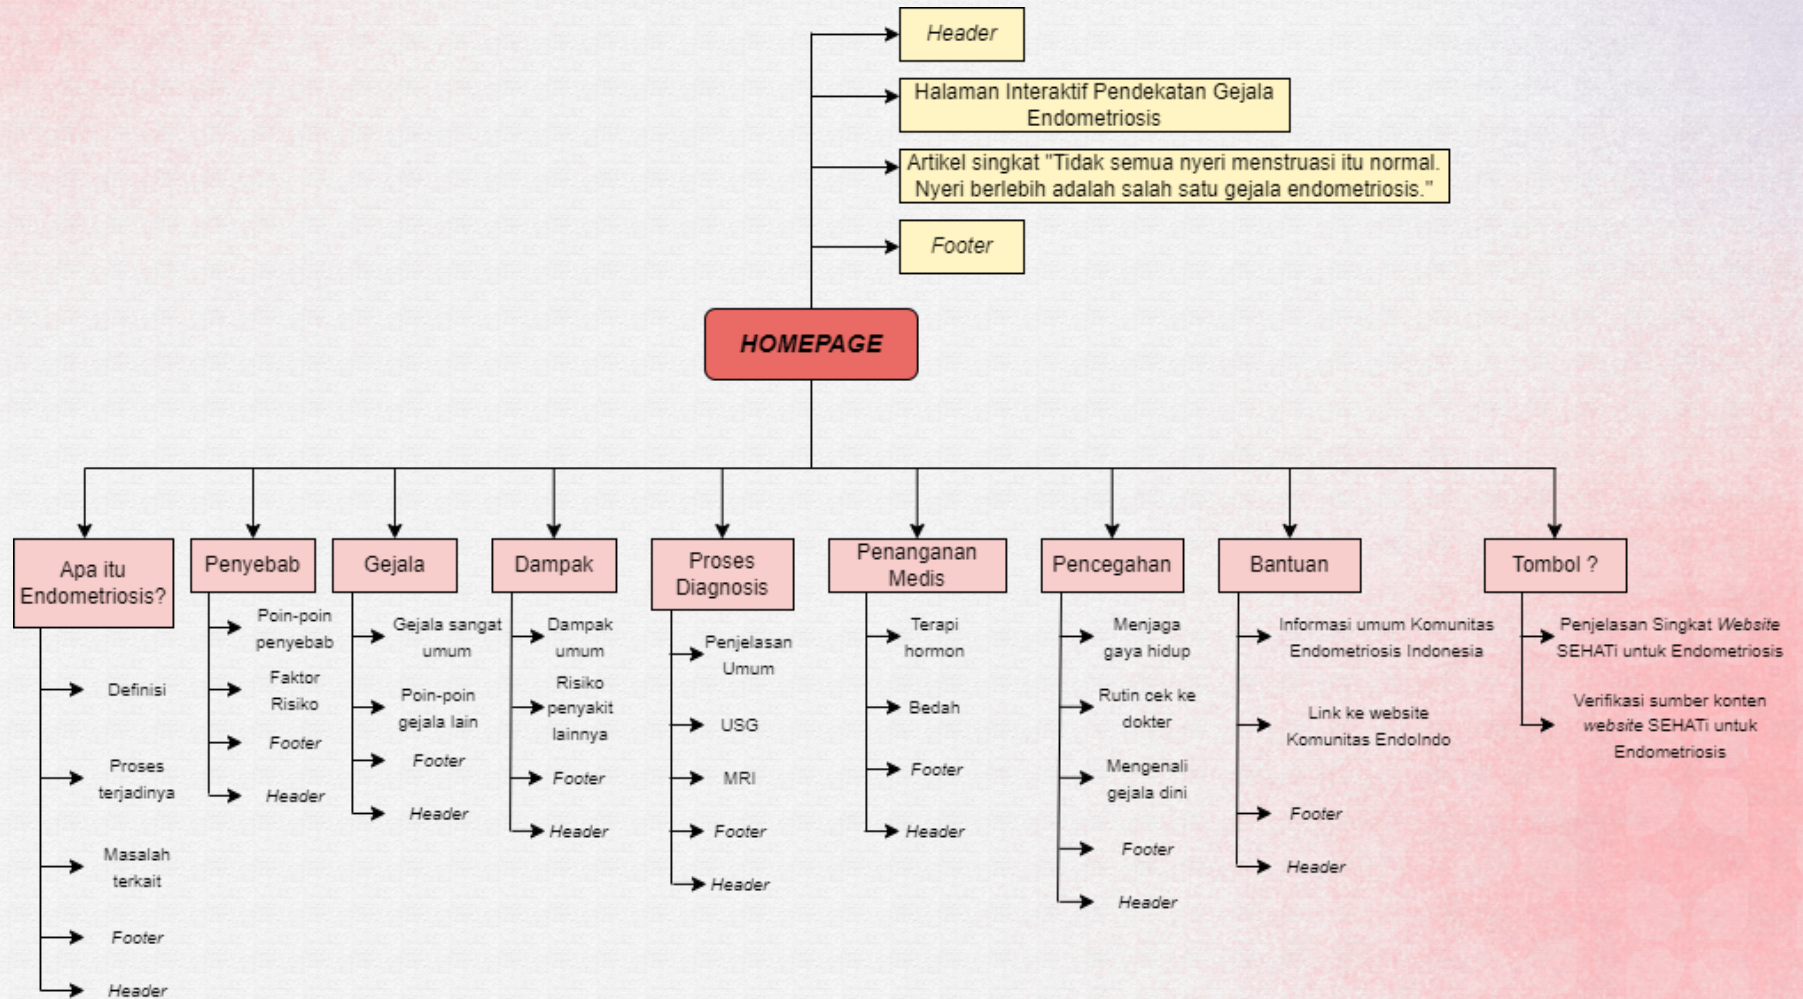 Header
Halaman Interaktif Pendekatan Gejala
Endometriosis
Artikel singkat "Tidak semua nyeri menstruasi itu normal.
Nyeri berlebih adalah salah satu gejala endometriosis."
Footer
HOMEPAGE
Apa itu
Endometriosis?
Definisi
Proses
terjadinya
Masalah
terkait
Footer
Header
Penyebab
Poin-poin
penyebab
Faktor
Risiko
Footer
Header
Gejala
Gejala sangat
umum
Poin-poin
gejala lain
Footer
Header
Dampak
Dampak
umum
Risiko
penyakit
lainnya
Footer
Header
Proses
Diagnosis
Penjelasan
Umum
USG
MRI
Footer
Header
Penanganan
Medis
Terapi
hormon
Bedah
Footer
Header
Pencegahan
Menjaga
gaya hidup
Rutin cek ke
dokter
Mengenali
gejala dini
Footer
Header
Bantuan
Informasi umum Komunitas
Endometriosis Indonesia
Link ke website
Komunitas EndoIndo
Footer
Header
Tombol ?
Penjelasan Singkat Website
SEHATi untuk Endometriosis
Verifikasi sumber konten
website SEHATi untuk
Endometriosis